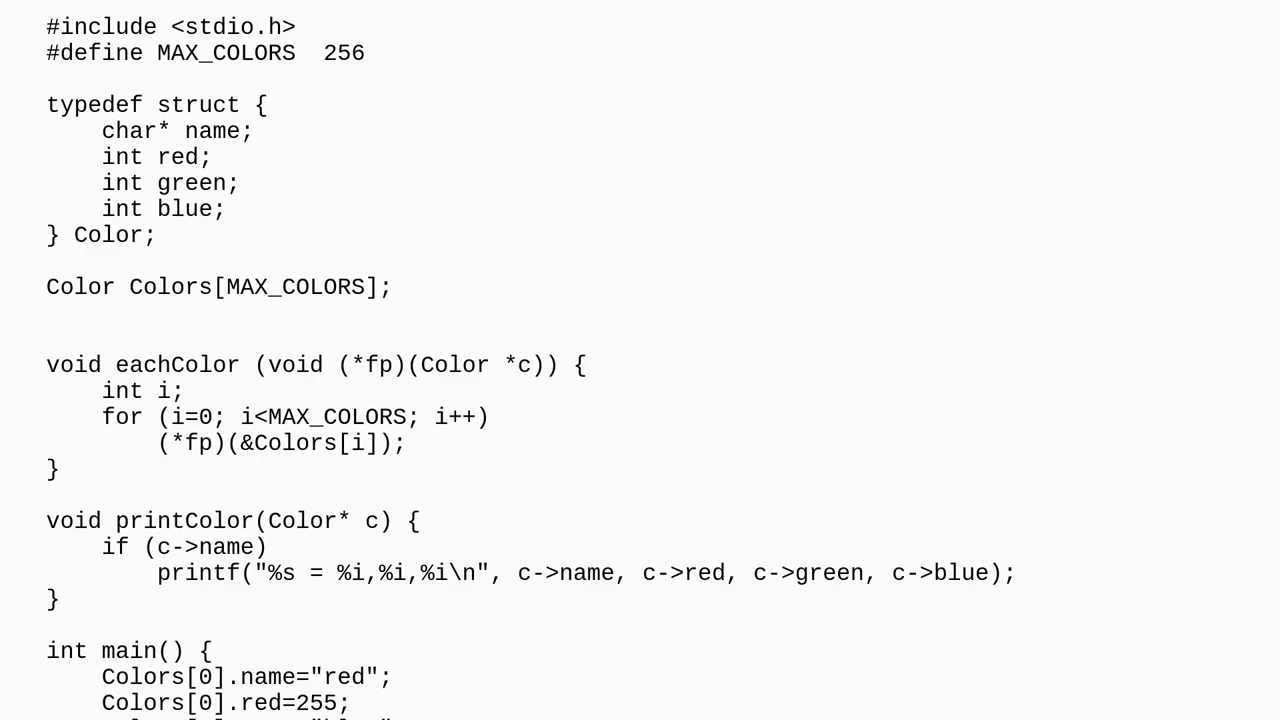 #include <stdio.h>
#define MAX_COLORS  256

typedef struct {
    char* name;
    int red;
    int green;
    int blue;
} Color;

Color Colors[MAX_COLORS];


void eachColor (void (*fp)(Color *c)) {
    int i;
    for (i=0; i<MAX_COLORS; i++)
        (*fp)(&Colors[i]);
}

void printColor(Color* c) {
    if (c->name)
        printf("%s = %i,%i,%i\n", c->name, c->red, c->green, c->blue);
}

int main() {
    Colors[0].name="red";
    Colors[0].red=255;